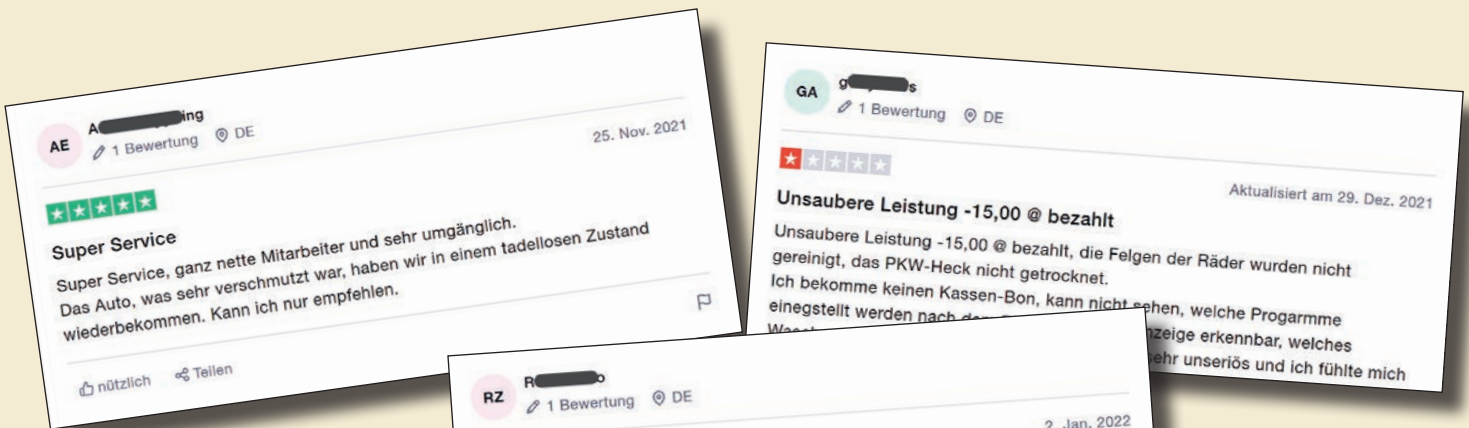 AE
A ing
1 Bewertung DE
25. Nov. 2021
Super Service
Super Service, ganz nette Mitarbeiter und sehr umgänglich.
Das Auto, was sehr verschmutzt war, haben wir in einem tadellosen Zustand
wiederbekommen. Kann ich nur empfehlen.
nützlich Teilen
GA
g s
1 Bewertung DE
Aktualisiert am 29. Dez. 2021
Unsaubere Leistung -15,00 @ bezahlt
Unsaubere Leistung -15,00 @ bezahlt, die Felgen der Räder wurden nicht
gereinigt, das PKW-Heck nicht getrocknet.
Ich bekomme keinen Kassen-Bon, kann nicht sehen, welche Progarmme
einegstellt werden nach nzeige erkennbar, welches
sehr unseriös und ich fühlte mich
RZ
R o
1 Bewertung DE
2. Jan. 2022